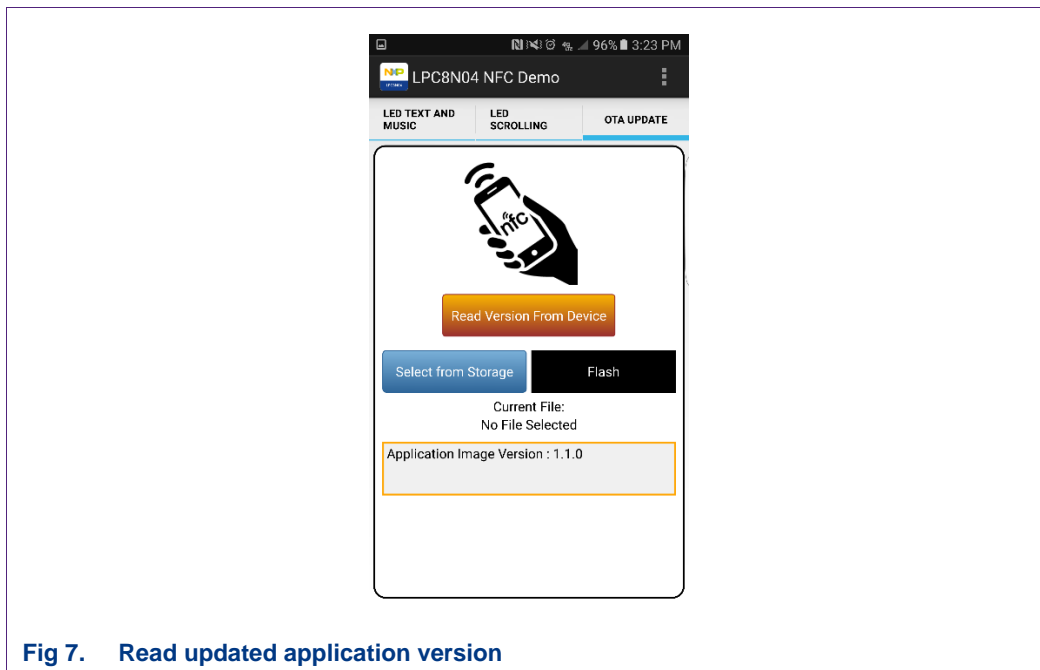 96% 3:23 PM
NXP
LPC8N04 NFC Demo
LED TEXT AND
MUSIC
LED
SCROLLING
OTA UPDATE
nfc
Read Version From Device
Select from Storage
Flash
Current File:
No File Selected
Application Image Version : 1.1.0
Fig 7. Read updated application version